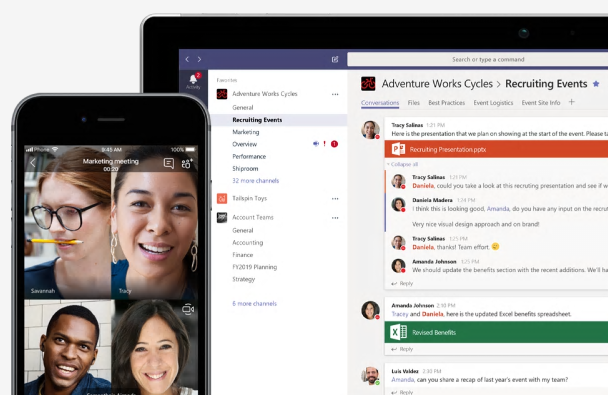 iPhone
9:45 AM
100%
Marketing meeting
00:20
Savannah
Tracy
2
Activity
Search or type a command
Favorites
Adventure Works Cycles
General
Recruiting Events
Marketing
Overview
! 1
Performance
Shiproom
32 more channels
Tailspin Toys
Account Teams
General
Accounting
Finance
FY2019 Planning
Strategy
8 more channels
Adventure Works Cycles > Recruiting Events
Conversations Files Best Practices Event Logistics Event Site Info +
Tracy Salinas 1:21 PM
Here is the presentation that we plan on showing at the start of the event. Please ta
Recruiting Presentation.pptx
Collapse all
Tracy Salinas 1:23 PM
Daniela, could you take a look at this recruiting presentation and see if w
Daniela Madera 1:24 PM
I think this is looking good, Amanda, do you have any input on the recrui
Very nice visual design approach and on brand!
Tracy Salinas 1:25 PM
Daniela, thanks! Team effort
Amanda Johnson 1:25 PM
We should update the benefits section with the recent additions. We'll ha
Reply
Amanda Johnson 2:10 PM
Tracey and Daniela, here is the updated Excel benefits spreadsheet.
Revised Benefits
Reply
Luis Valdez 2:30 PM
Amanda, can you share a recap of last year's event with my team?
Reply